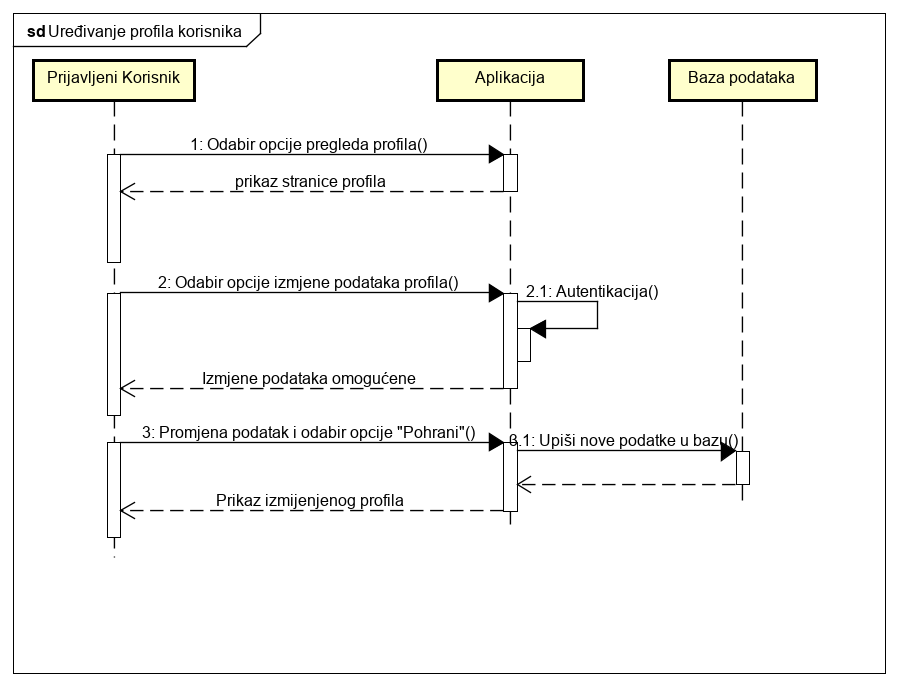 sd Uređivanje profila korisnika
Prijavljeni Korisnik
Aplikacija
Baza podataka
1: Odabir opcije pregleda profila()
prikaz stranice profila
2: Odabir opcije izmjene podataka profila()
2.1: Autentikacija()
Izmjene podataka omogućene
3: Promjena podatak i odabir opcije "Pohrani"()
3.1: Upiši nove podatke u bazu()
Prikaz izmijenjenog profila